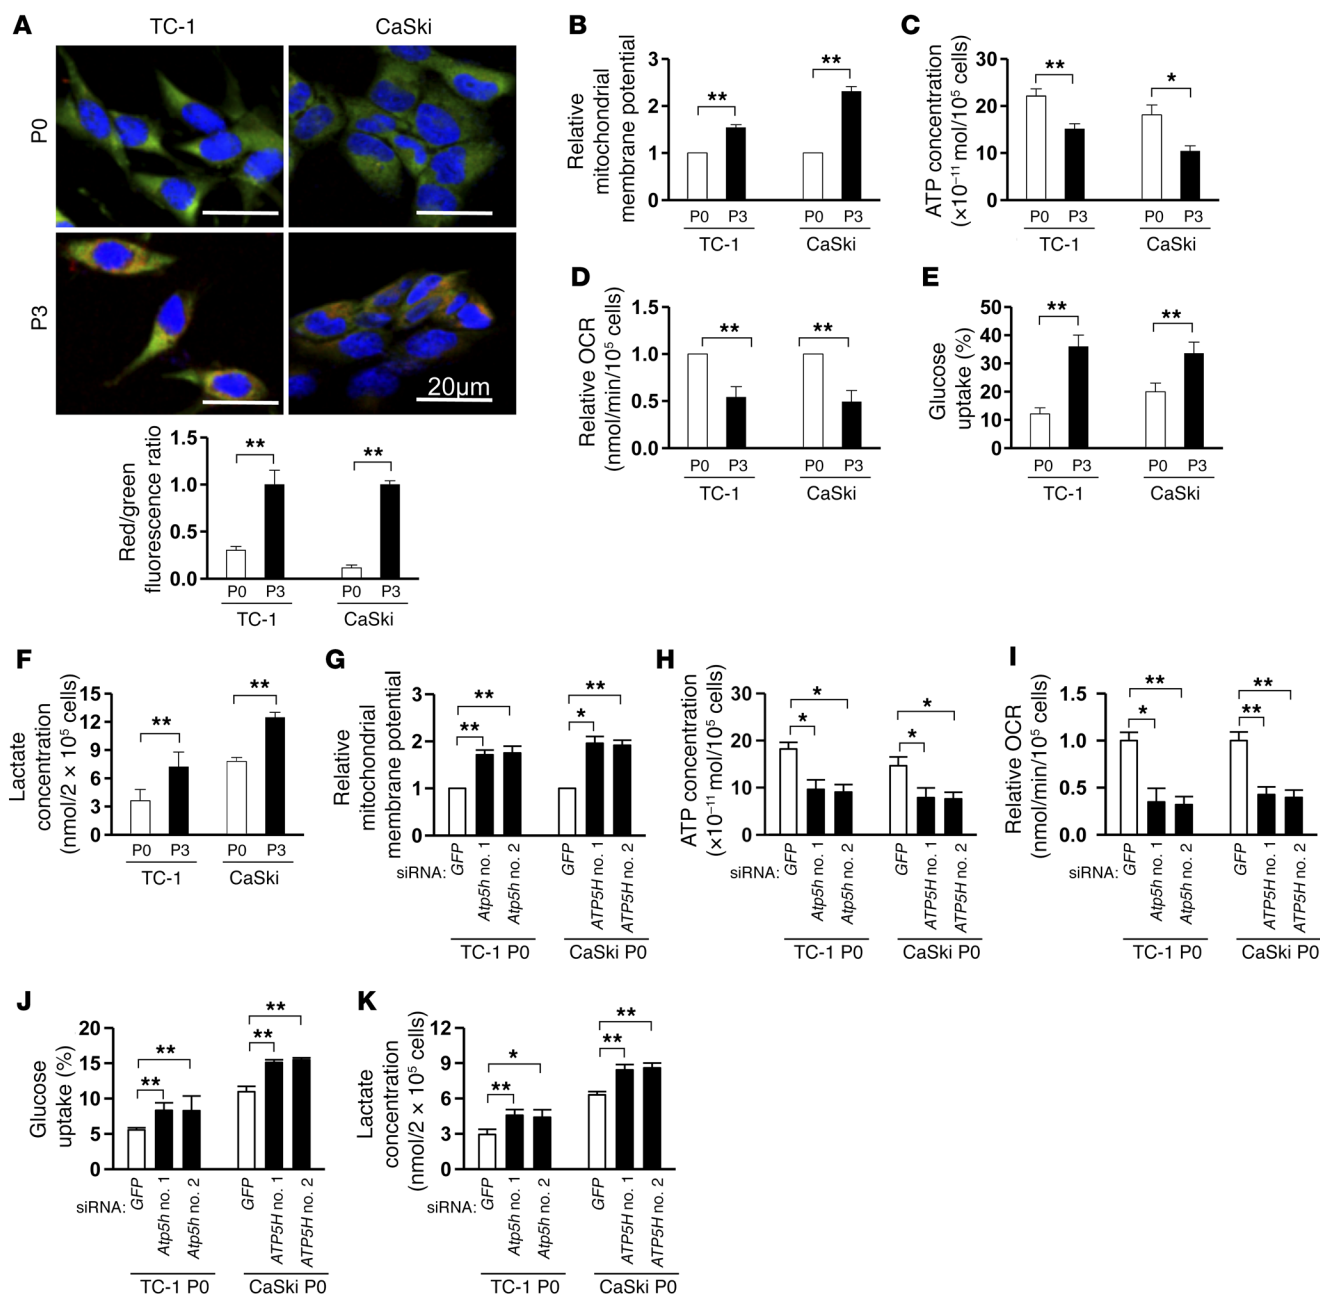 A
TC-1
CaSki
P0
P3
20µm
Red/green
fluorescence ratio
1.5
1.0
0.5
0.0
**
**
P0 P3 P0 P3
TC-1 CaSki
B
Relative
mitochondrial
membrane potential
3
2
1
0
**
**
P0 P3 P0 P3
TC-1 CaSki
C
ATP concentration
(×10⁻¹¹ mol/10⁵ cells)
30
20
10
0
**
*
P0 P3 P0 P3
TC-1 CaSki
D
Relative OCR
(nmol/min/10⁵ cells)
1.5
1.0
0.5
0.0
**
**
P0 P3 P0 P3
TC-1 CaSki
E
Glucose
uptake (%)
50
40
30
20
10
0
**
**
P0 P3 P0 P3
TC-1 CaSki
F
Lactate
concentration
(nmol/2 × 10⁵ cells)
15
12
9
6
3
0
**
**
P0 P3 P0 P3
TC-1 CaSki
G
Relative
mitochondrial
membrane potential
3
2
1
0
**
**
**
*
siRNA: GFP Atp5h no. 1 Atp5h no. 2 GFP ATP5H no. 1 ATP5H no. 2
TC-1 P0 CaSki P0
H
ATP concentration
(×10⁻¹¹ mol/10⁵ cells)
30
20
10
0
*
*
*
*
siRNA: GFP Atp5h no. 1 Atp5h no. 2 GFP ATP5H no. 1 ATP5H no. 2
TC-1 P0 CaSki P0
I
Relative OCR
(nmol/min/10⁵ cells)
1.5
1.0
0.5
0.0
**
*
**
**
siRNA: GFP Atp5h no. 1 Atp5h no. 2 GFP ATP5H no. 1 ATP5H no. 2
TC-1 P0 CaSki P0
J
Glucose
uptake (%)
20
15
10
5
0
**
**
**
**
siRNA: GFP Atp5h no. 1 Atp5h no. 2 GFP ATP5H no. 1 ATP5H no. 2
TC-1 P0 CaSki P0
K
Lactate
concentration
(nmol/2 × 10⁵ cells)
12
9
6
3
0
*
**
**
**
siRNA: GFP Atp5h no. 1 Atp5h no. 2 GFP ATP5H no. 1 ATP5H no. 2
TC-1 P0 CaSki P0